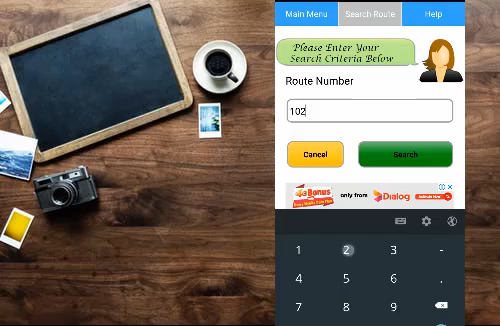 Main Menu
Search Route
Help
Please Enter Your
Search Criteria Below
Route Number
102
Cancel
Search
Bonus
only from
Dialog
1
2
3
-
4
5
6
.
7
8
9